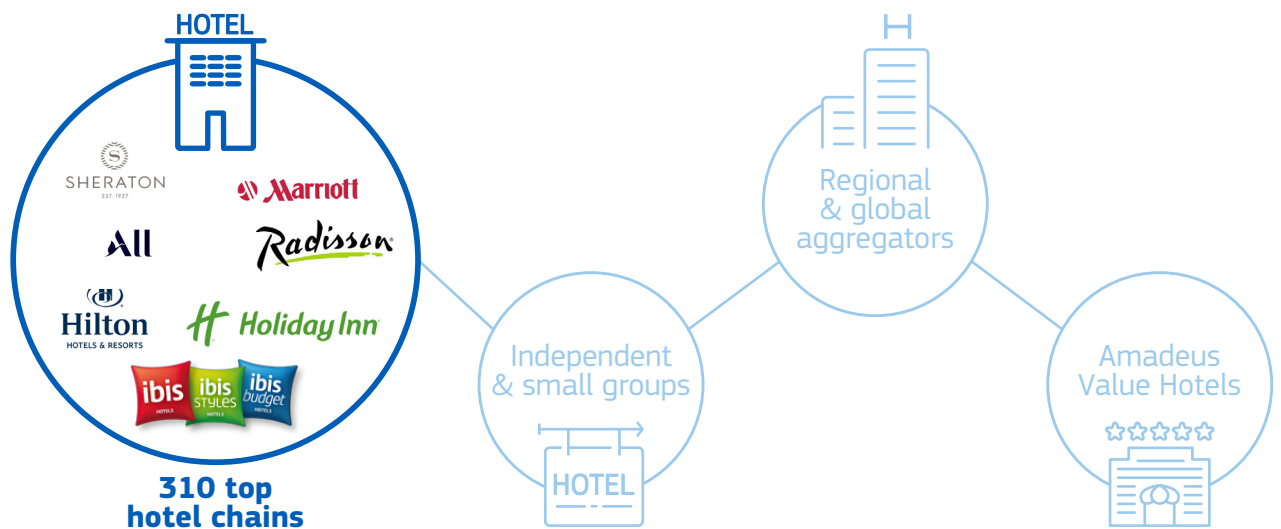 HOTEL
S
SHERATON
EST. 1937
Marriott
All
Radisson
H
Hilton
HOTELS & RESORTS
H Holiday Inn
ibis
HOTELS
ibis
STYLES
HOTELS
ibis
budget
HOTELS
310 top
hotel chains
Independent
& small groups
HOTEL
H
Regional
& global
aggregators
Amadeus
Value Hotels